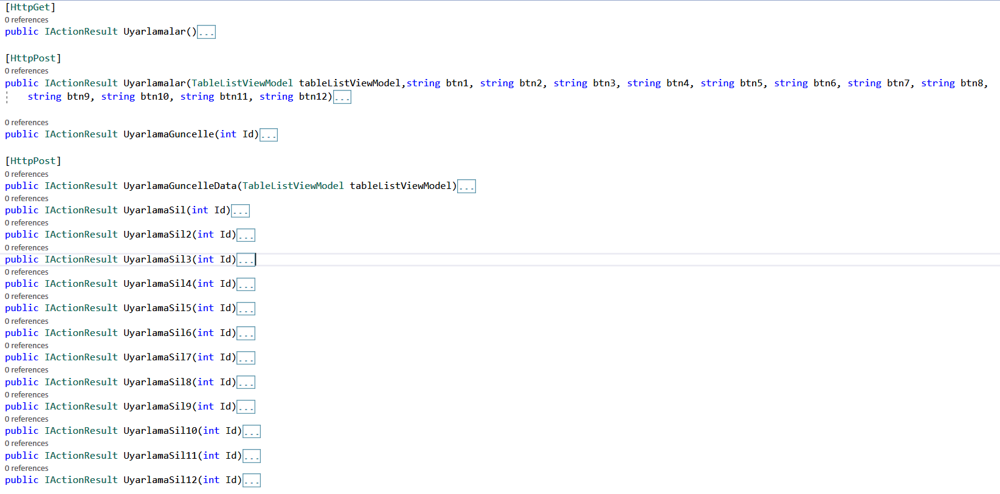 [HttpGet]
0 references
public IActionResult Uyarlamalar()...
[HttpPost]
0 references
public IActionResult Uyarlamalar(TableListViewModel tableListViewModel,string btn1, string btn2, string btn3, string btn4, string btn5, string btn6, string btn7, string btn8,
string btn9, string btn10, string btn11, string btn12)...
0 references
public IActionResult UyarlamaGuncelle(int Id)...
[HttpPost]
0 references
public IActionResult UyarlamaGuncelleData(TableListViewModel tableListViewModel)...
0 references
public IActionResult UyarlamaSil(int Id)...
0 references
public IActionResult UyarlamaSil2(int Id)...
0 references
public IActionResult UyarlamaSil3(int Id)...
0 references
public IActionResult UyarlamaSil4(int Id)...
0 references
public IActionResult UyarlamaSil5(int Id)...
0 references
public IActionResult UyarlamaSil6(int Id)...
0 references
public IActionResult UyarlamaSil7(int Id)...
0 references
public IActionResult UyarlamaSil8(int Id)...
0 references
public IActionResult UyarlamaSil9(int Id)...
0 references
public IActionResult UyarlamaSil10(int Id)...
0 references
public IActionResult UyarlamaSil11(int Id)...
0 references
public IActionResult UyarlamaSil12(int Id)...